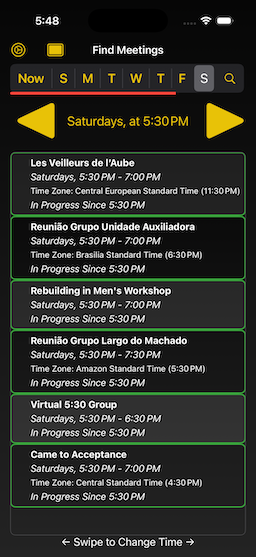 5:48
Find Meetings
Now S M T W T F S
Saturdays, at 5:30 PM
Les Veilleurs de l'Aube
Saturdays, 5:30 PM - 7:00 PM
Time Zone: Central European Standard Time (11:30 PM)
In Progress Since 5:30 PM
Reunião Grupo Unidade Auxiliadora
Saturdays, 5:30 PM - 7:00 PM
Time Zone: Brasilia Standard Time (6:30 PM)
In Progress Since 5:30 PM
Rebuilding in Men's Workshop
Saturdays, 5:30 PM - 7:00 PM
In Progress Since 5:30 PM
Reunião Grupo Largo do Machado
Saturdays, 5:30 PM - 7:30 PM
Time Zone: Amazon Standard Time (5:30 PM)
In Progress Since 5:30 PM
Virtual 5:30 Group
Saturdays, 5:30 PM - 6:30 PM
In Progress Since 5:30 PM
Came to Acceptance
Saturdays, 5:30 PM - 7:00 PM
Time Zone: Central Standard Time (4:30 PM)
In Progress Since 5:30 PM
← Swipe to Change Time →